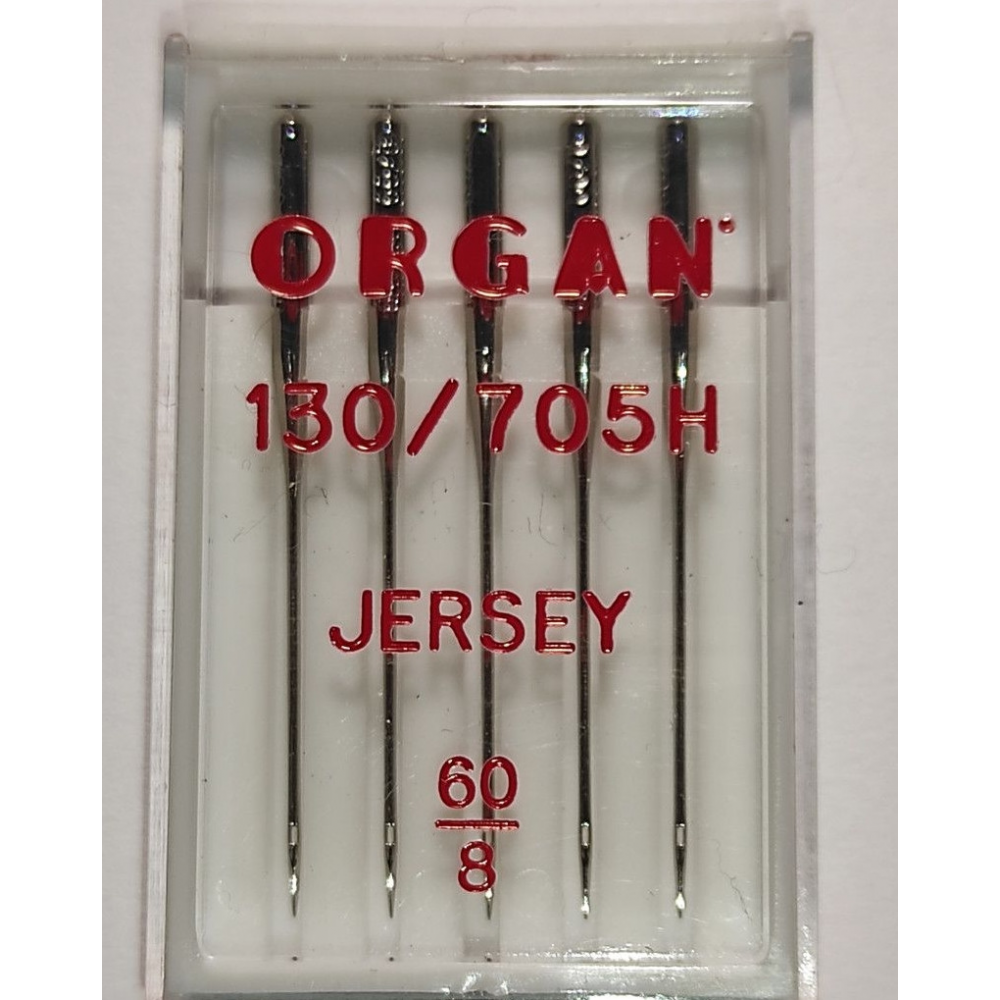 ORGAN
130/705H
JERSEY
60
8